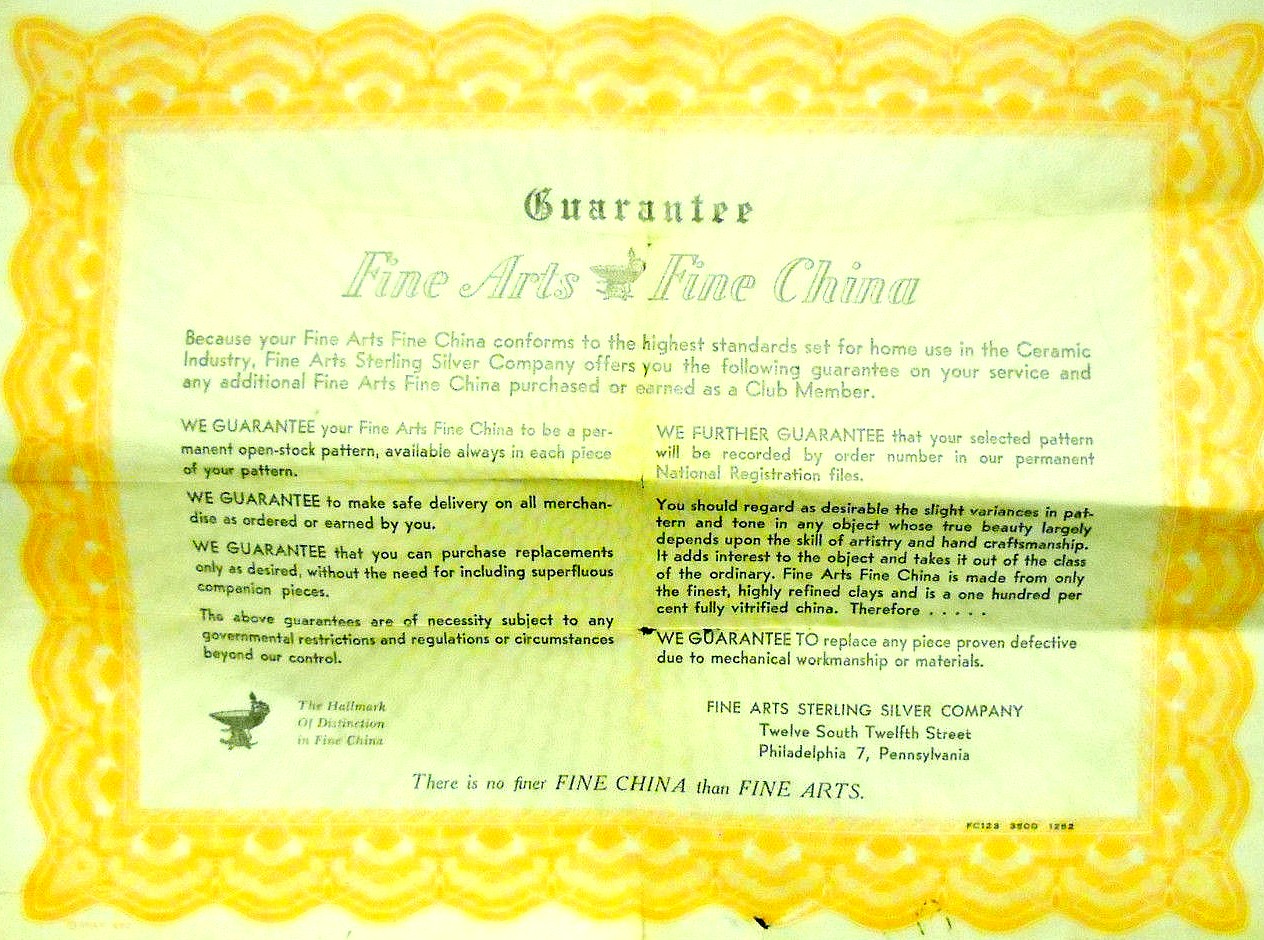 Guarantee
Fine Arts Fine China
Because your Fine Arts Fine China conforms to the highest standards set for home use in the Ceramic
Industry, Fine Arts Sterling Silver Company offers you the following guarantee on your service and
any additional Fine Arts Fine China purchased or earned as a Club Member.
WE GUARANTEE your Fine Arts Fine China to be a per-
manent open-stock pattern, available always in each piece
of your pattern.
WE GUARANTEE to make safe delivery on all merchan-
dise as ordered or earned by you.
WE GUARANTEE that you can purchase replacements
only as desired, without the need for including superfluous
companion pieces.
The above guarantees are of necessity subject to any
governmental restrictions and regulations or circumstances
beyond our control.
WE FURTHER GUARANTEE that your selected pattern
will be recorded by order number in our permanent
National Registration files.
You should regard as desirable the slight variances in pat-
tern and tone in any object whose true beauty largely
depends upon the skill of artistry and hand craftsmanship.
It adds interest to the object and takes it out of the class
of the ordinary. Fine Arts Fine China is made from only
the finest, highly refined clays and is a one hundred per
cent fully vitrified china. Therefore . . . . .
WE GUARANTEE TO replace any piece proven defective
due to mechanical workmanship or materials.
The Hallmark
Of Distinction
in Fine China
FINE ARTS STERLING SILVER COMPANY
Twelve South Twelfth Street
Philadelphia 7, Pennsylvania
There is no finer FINE CHINA than FINE ARTS.
FC123 3500 1252